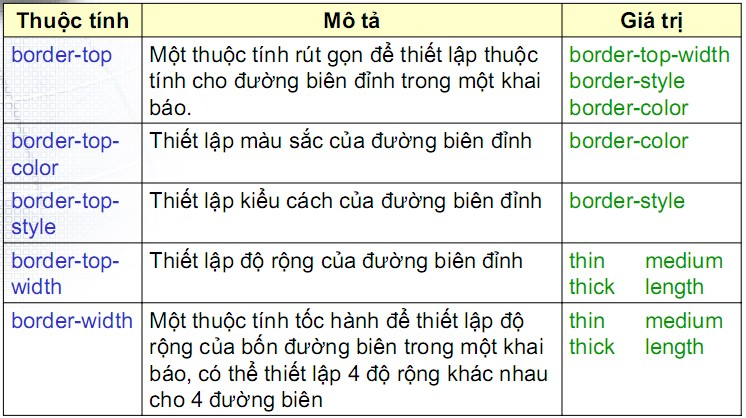 Thuộc tính Mô tả Giá trị
border-top Một thuộc tính rút gọn để thiết lập thuộc border-top-width
tính cho đường biên đỉnh trong một khai border-style
báo. border-color
border-top- Thiết lập màu sắc của đường biên đỉnh border-color
color
border-top- Thiết lập kiểu cách của đường biên đỉnh border-style
style
border-top- Thiết lập độ rộng của đường biên đỉnh thin medium
width thick length
border-width Một thuộc tính tốc hành để thiết lập độ thin medium
rộng của bốn đường biên trong một khai thick length
báo, có thể thiết lập 4 độ rộng khác nhau
cho 4 đường biên